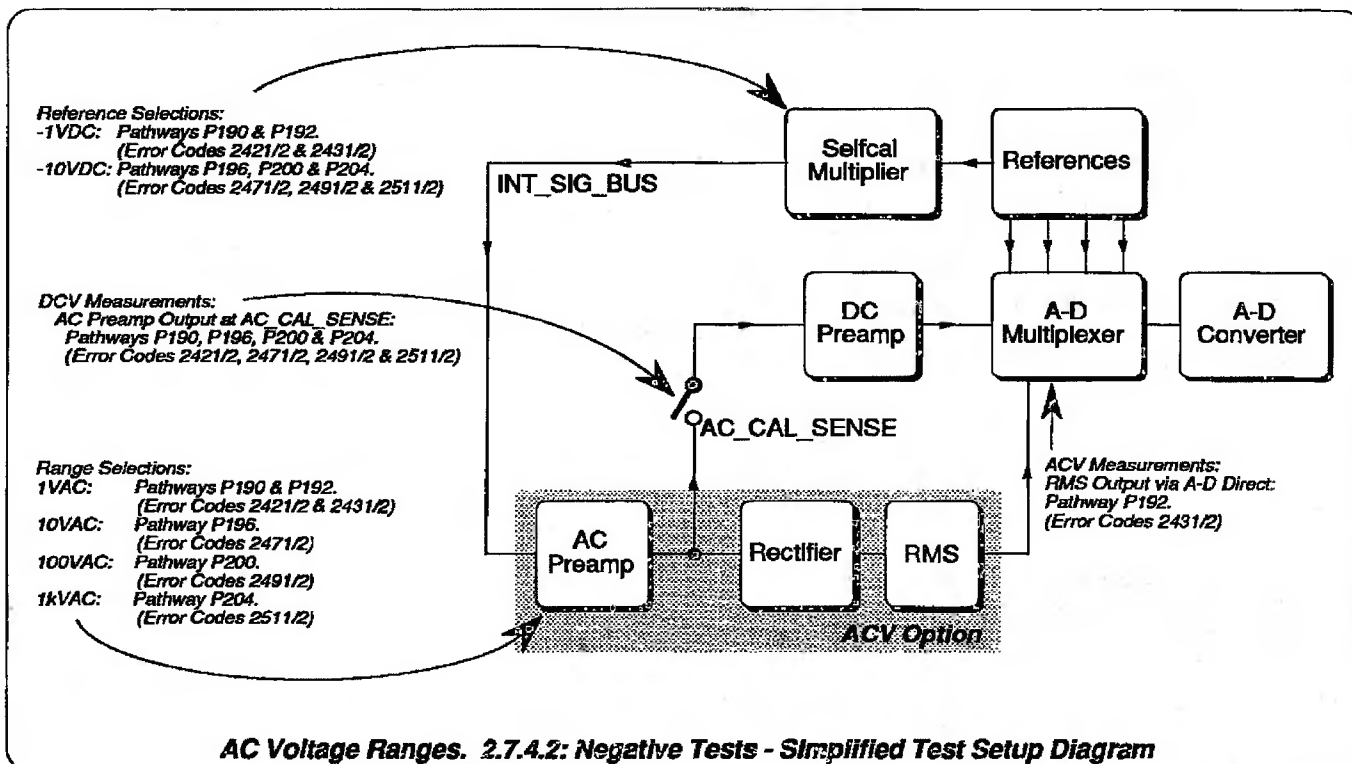 Reference Selections:
-1VDC: Pathways P190 & P192.
(Error Codes 2421/2 & 2431/2)
-10VDC: Pathways P196, P200 & P204.
(Error Codes 2471/2, 2491/2 & 2511/2)
Selfcal
Multiplier
References
INT_SIG_BUS
DCV Measurements:
AC Preamp Output at AC_CAL_SENSE:
Pathways P190, P196, P200 & P204.
(Error Codes 2421/2, 2471/2, 2491/2 & 2511/2)
DC
Preamp
A-D
Multiplexer
A-D
Converter
AC_CAL_SENSE
Range Selections:
1VAC: Pathways P190 & P192.
(Error Codes 2421/2 & 2431/2)
10VAC: Pathway P196.
(Error Codes 2471/2)
100VAC: Pathway P200.
(Error Codes 2491/2)
1kVAC: Pathway P204.
(Error Codes 2511/2)
ACV Measurements:
RMS Output via A-D Direct:
Pathway P192.
(Error Codes 2431/2)
AC
Preamp
Rectifier
RMS
ACV Option
AC Voltage Ranges. 2.7.4.2: Negative Tests - Simplified Test Setup Diagram